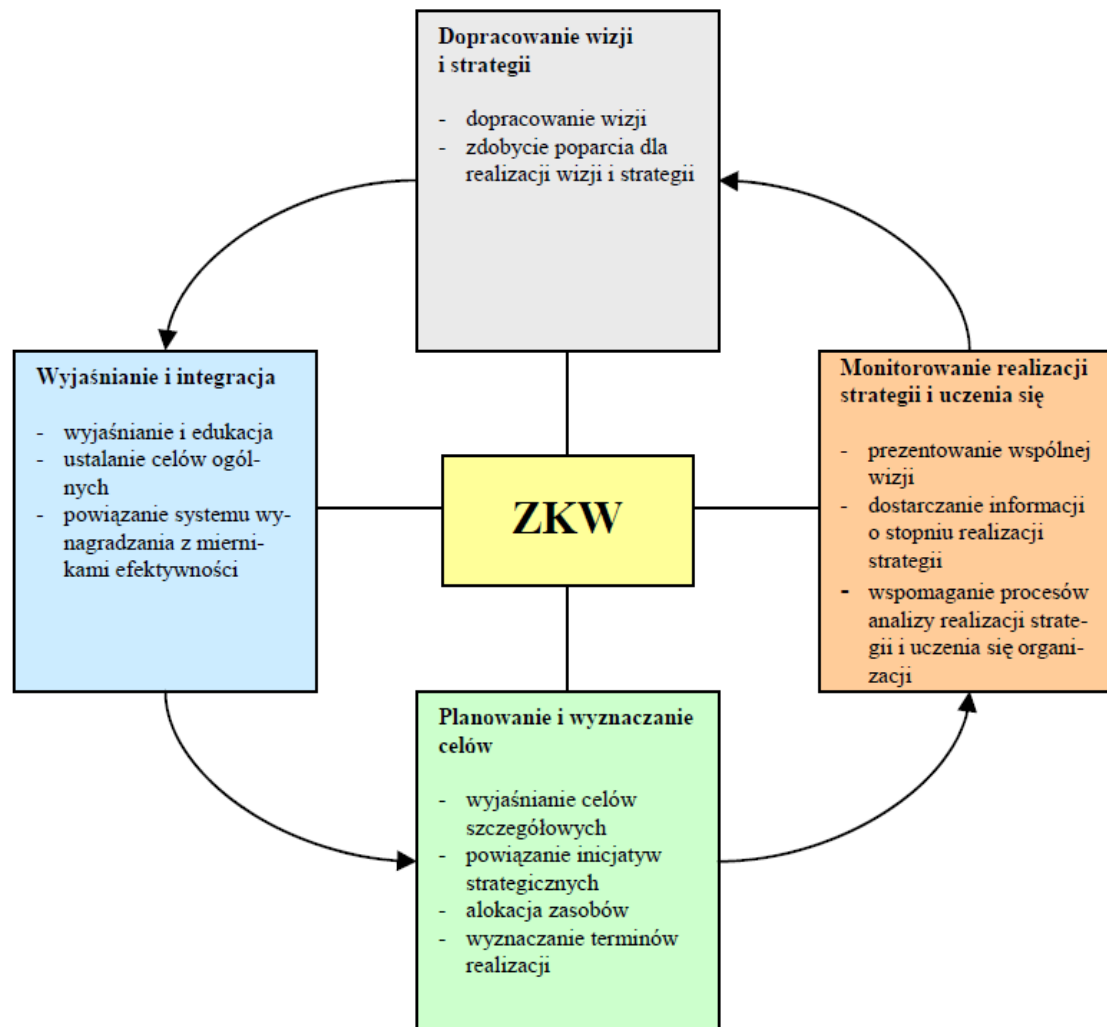 Dopracowanie wizji
i strategii
- dopracowanie wizji
- zdobycie poparcia dla
realizacji wizji i strategii
Wyjaśnianie i integracja
- wyjaśnianie i edukacja
- ustalanie celów ogól-
nych
- powiązanie systemu wy-
nagradzania z mierni-
kami efektywności
ZKW
Monitorowanie realizacji
strategii i uczenia się
- prezentowanie wspólnej
wizji
- dostarczanie informacji
o stopniu realizacji
strategii
- wspomaganie procesów
analizy realizacji strate-
gii i uczenia się organi-
zacji
Planowanie i wyznaczanie
celów
- wyjaśnianie celów
szczegółowych
- powiązanie inicjatyw
strategicznych
- alokacja zasobów
- wyznaczanie terminów
realizacji